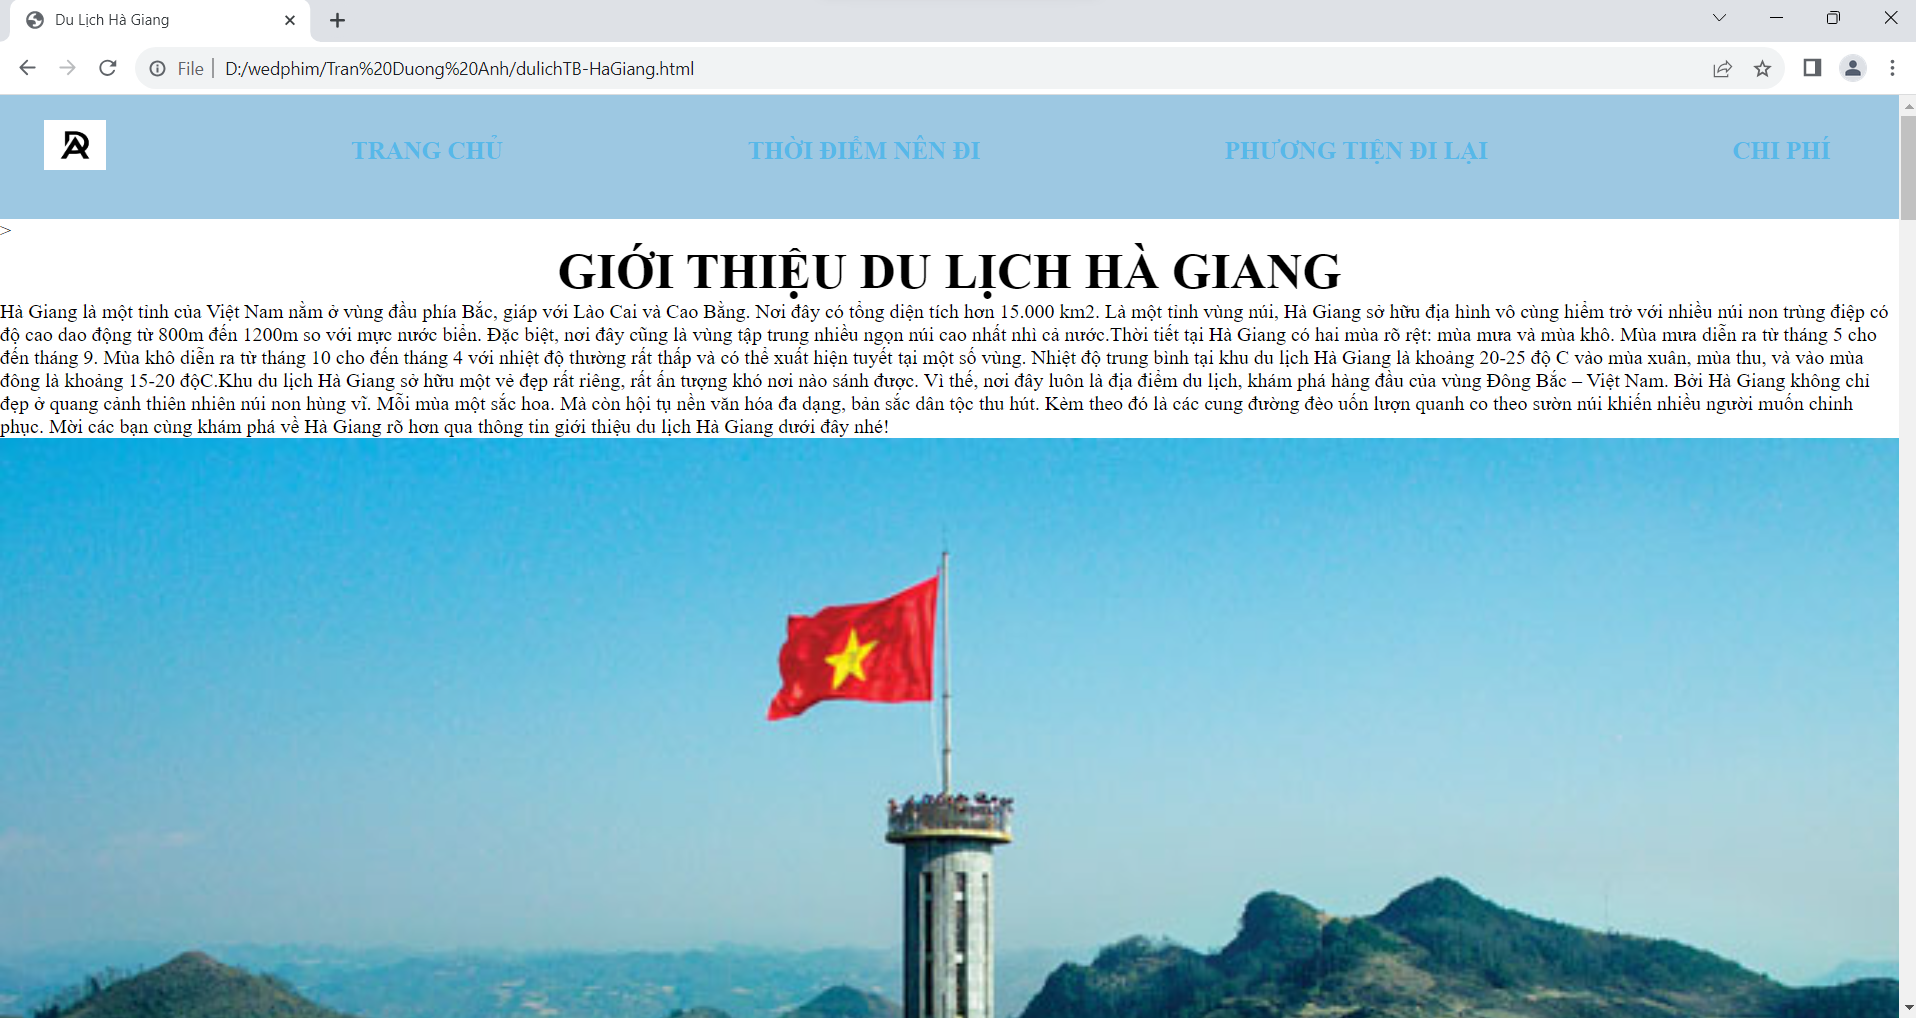 Du Lịch Hà Giang
File
D:/wedphim/Tran%20Duong%20Anh/dulichTB-HaGiang.html
TRANG CHỦ
THỜI ĐIỂM NÊN ĐI
PHƯƠNG TIỆN ĐI LẠI
CHI PHÍ
>
GIỚI THIỆU DU LỊCH HÀ GIANG
Hà Giang là một tỉnh của Việt Nam nằm ở vùng đầu phía Bắc, giáp với Lào Cai và Cao Bằng. Nơi đây có tổng diện tích hơn 15.000 km2. Là một tỉnh vùng núi, Hà Giang sở hữu địa hình vô cùng hiểm trở với nhiều núi non trùng điệp có
độ cao dao động từ 800m đến 1200m so với mực nước biển. Đặc biệt, nơi đây cũng là vùng tập trung nhiều ngọn núi cao nhất nhì cả nước.Thời tiết tại Hà Giang có hai mùa rõ rệt: mùa mưa và mùa khô. Mùa mưa diễn ra từ tháng 5 cho
đến tháng 9. Mùa khô diễn ra từ tháng 10 cho đến tháng 4 với nhiệt độ thường rất thấp và có thể xuất hiện tuyết tại một số vùng. Nhiệt độ trung bình tại khu du lịch Hà Giang là khoảng 20-25 độ C vào mùa xuân, mùa thu, và vào mùa
đông là khoảng 15-20 độC.Khu du lịch Hà Giang sở hữu một vẻ đẹp rất riêng, rất ấn tượng khó nơi nào sánh được. Vì thế, nơi đây luôn là địa điểm du lịch, khám phá hàng đầu của vùng Đông Bắc – Việt Nam. Bởi Hà Giang không chỉ
đẹp ở quang cảnh thiên nhiên núi non hùng vĩ. Mỗi mùa một sắc hoa. Mà còn hội tụ nền văn hóa đa dạng, bản sắc dân tộc thu hút. Kèm theo đó là các cung đường đèo uốn lượn quanh co theo sườn núi khiến nhiều người muốn chinh
phục. Mời các bạn cùng khám phá về Hà Giang rõ hơn qua thông tin giới thiệu du lịch Hà Giang dưới đây nhé!